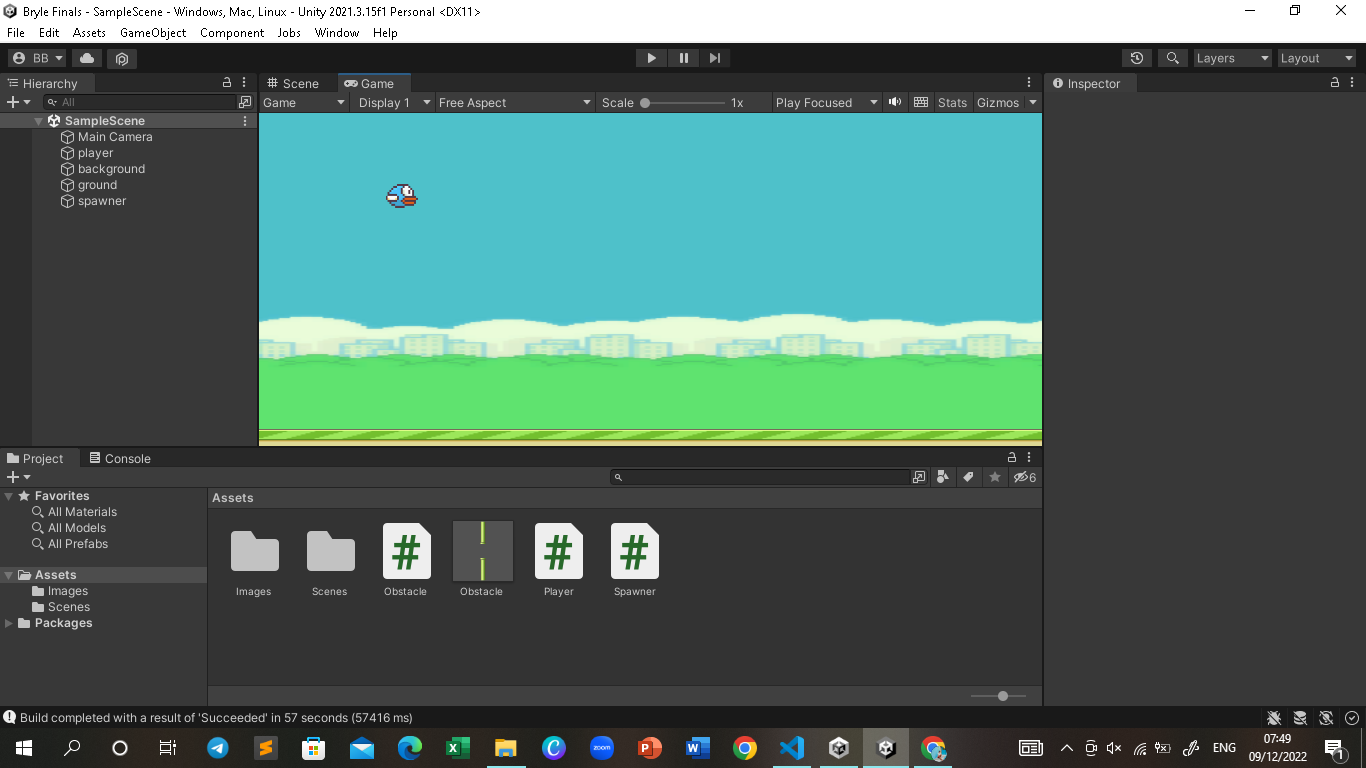 Bryle Finals - SampleScene - Windows, Mac, Linux - Unity 2021.3.15f1 Personal <DX11>
File Edit Assets GameObject Component Jobs Window Help
BB Layers Layout
Hierarchy
All
SampleScene
Main Camera
player
background
ground
spawner
Scene Game
Game Display 1 Free Aspect Scale 1x Play Focused Stats Gizmos
Inspector
Project Console
6
Favorites
All Materials
All Models
All Prefabs
Assets
Images
Scenes
Packages
Assets
Images Scenes Obstacle Obstacle Player Spawner
Build completed with a result of 'Succeeded' in 57 seconds (57416 ms)
zoom
ENG
07:49
09/12/2022
1